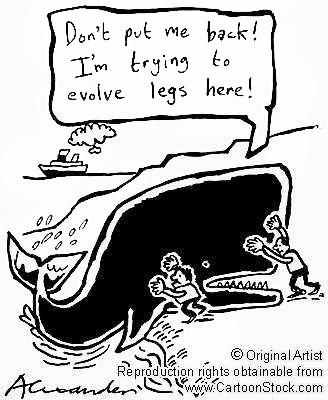 Don't put me back!
I'm trying to
evolve legs here!
© Original Artist
Reproduction rights obtainable from
www.CartoonStock.com
Alexander